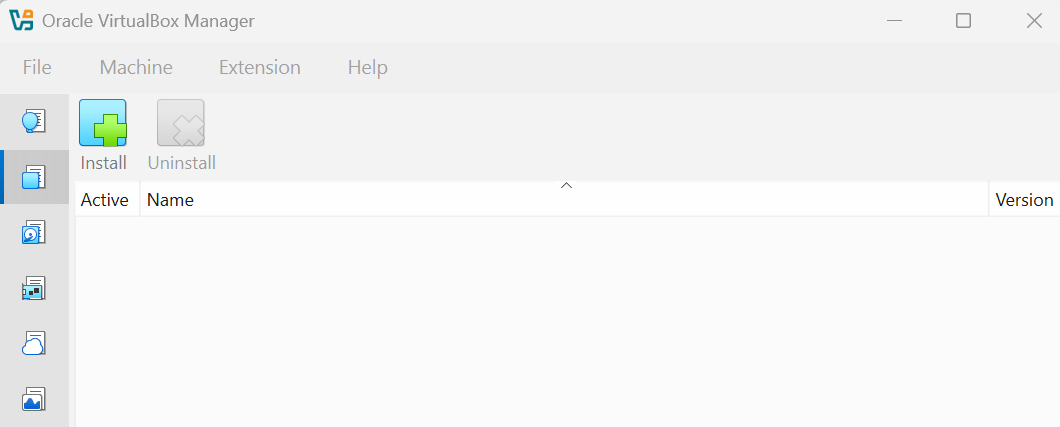 Oracle VirtualBox Manager
File Machine Extension Help
Install Uninstall
Active Name Version